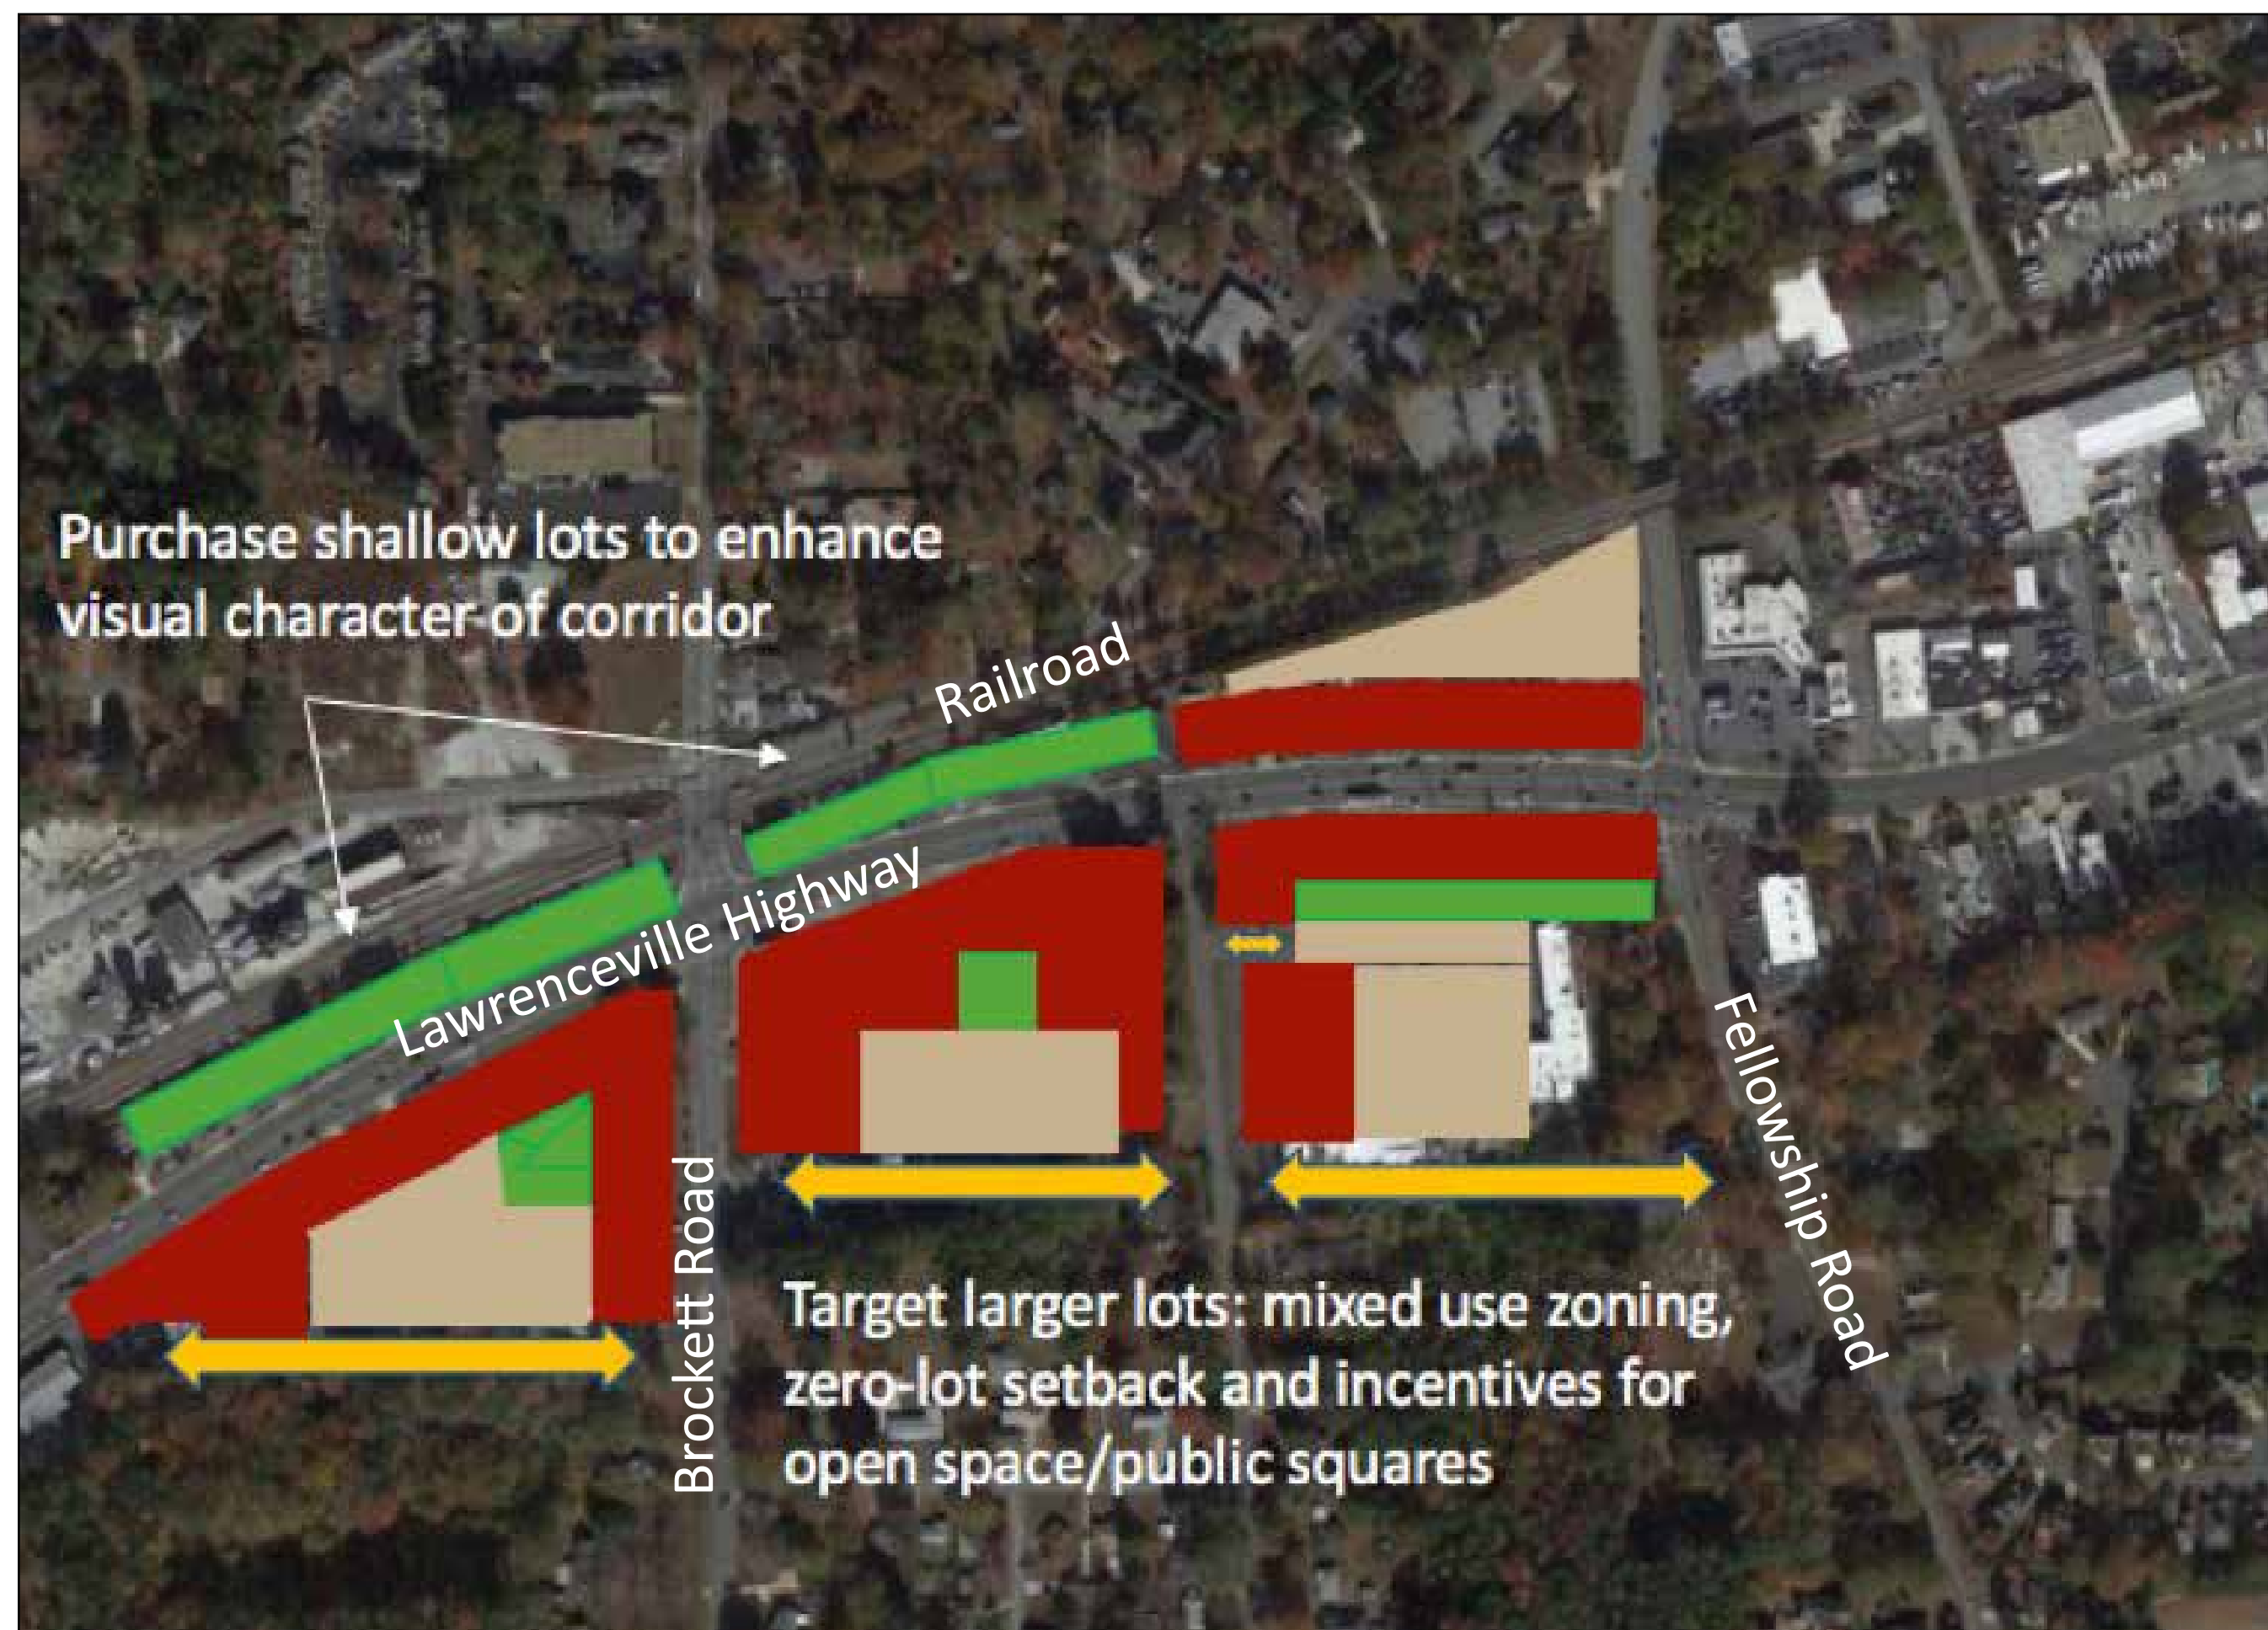 Purchase shallow lots to enhance
visual character of corridor
Railroad
Lawrenceville Highway
Fellowship Road
Brockett Road
Target larger lots: mixed use zoning,
zero-lot setback and incentives for
open space/public squares